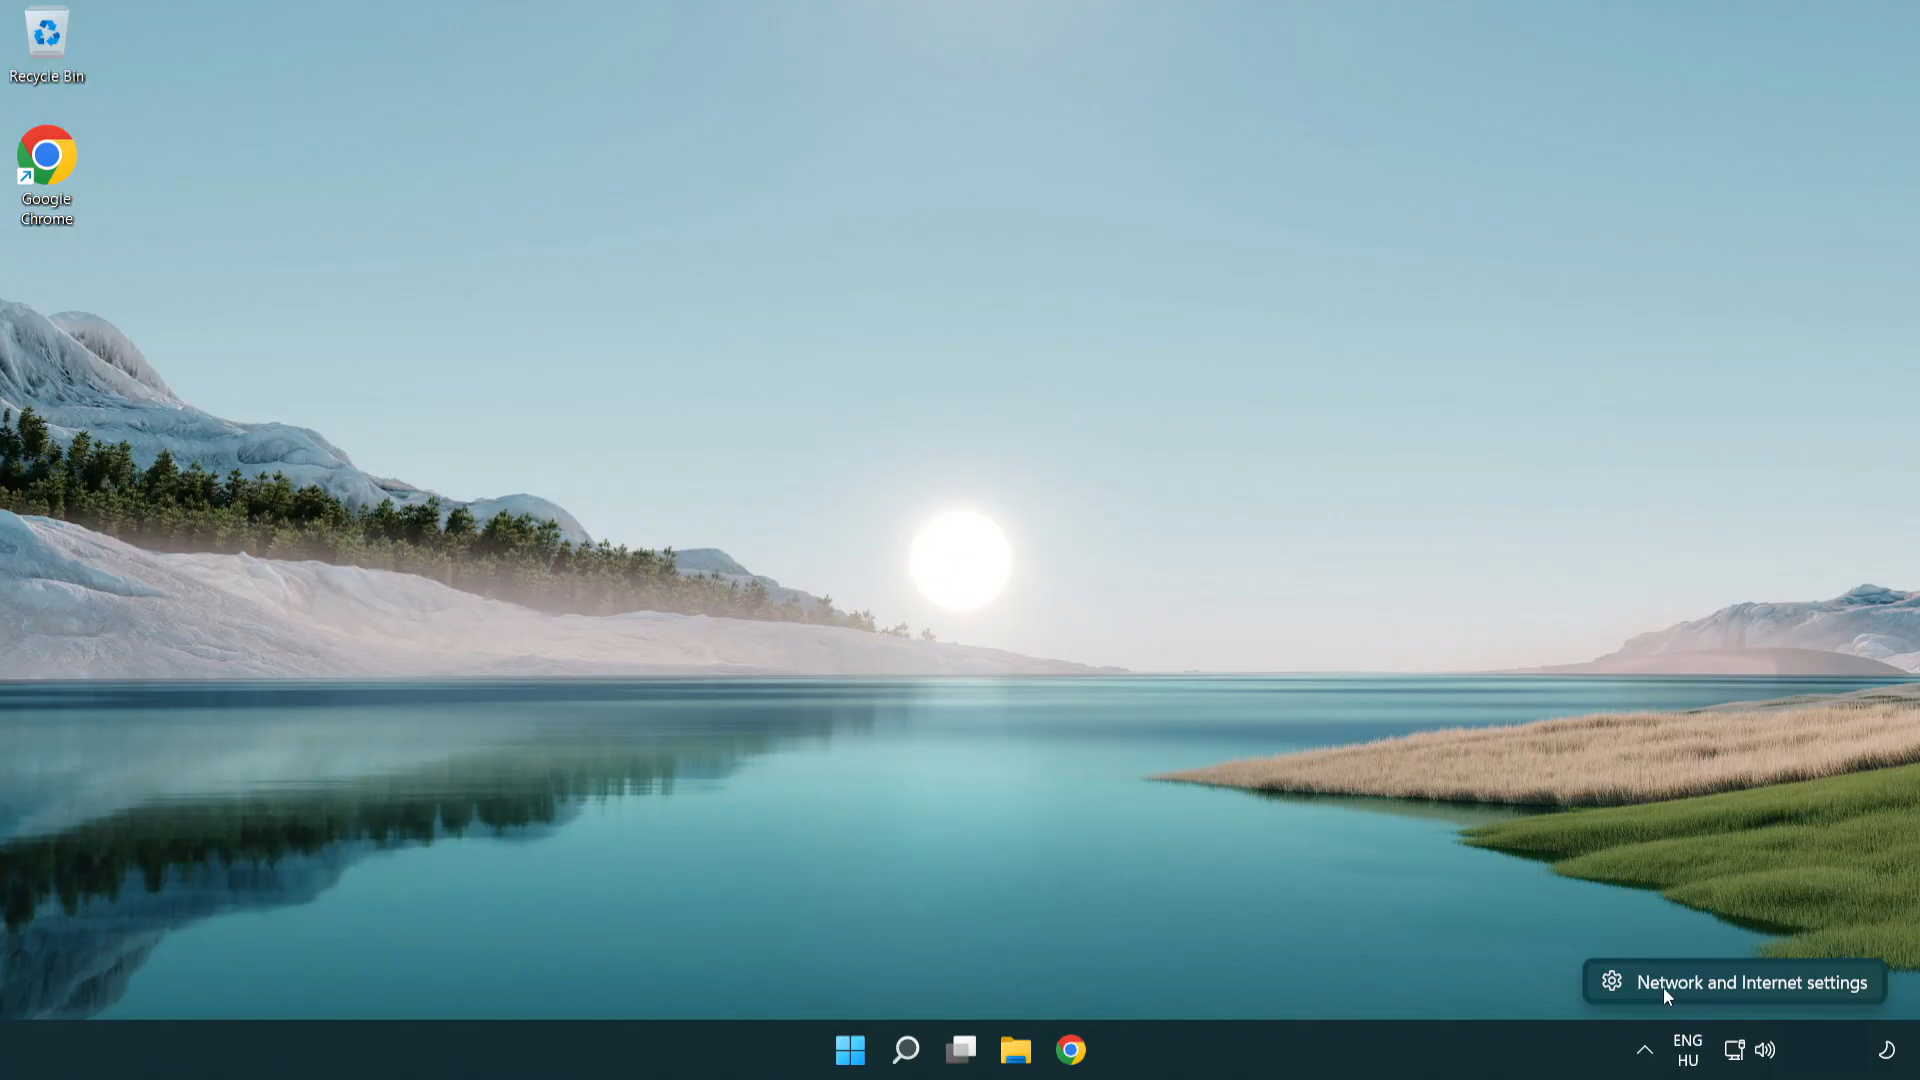 Recycle Bin
Google
Chrome
Network and Internet settings
ENG
HU